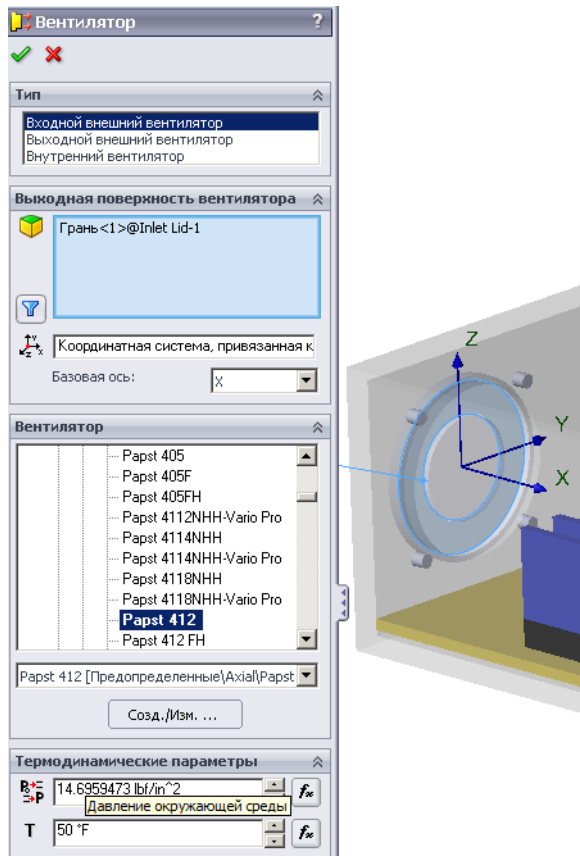 Вентилятор ?
Тип
Входной внешний вентилятор
Выходной внешний вентилятор
Внутренний вентилятор
Выходная поверхность вентилятора
Грань<1>@Inlet Lid-1
Y
Z X
Координатная система, привязанная к
Базовая ось: X
Вентилятор
Papst 405
Papst 405F
Papst 405FH
Papst 4112NHH-Vario Pro
Papst 4114NHH
Papst 4114NHH-Vario Pro
Papst 4118NHH
Papst 4118NHH-Vario Pro
Papst 412
Papst 412 FH
Papst 412 [Предопределенные\Axial\Papst
Созд./Изм. ...
Термодинамические параметры
14.6959473 lbf/in^2 fx
Давление окружающей среды
T 50 °F fx
Z
Y
X